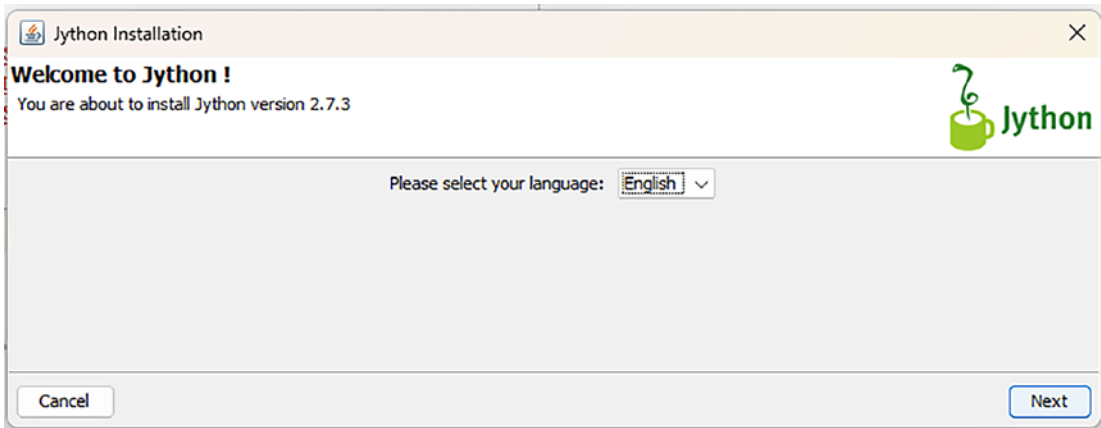 Jython Installation
Welcome to Jython !
You are about to install Jython version 2.7.3
Jython
Please select your language: English
Cancel
Next